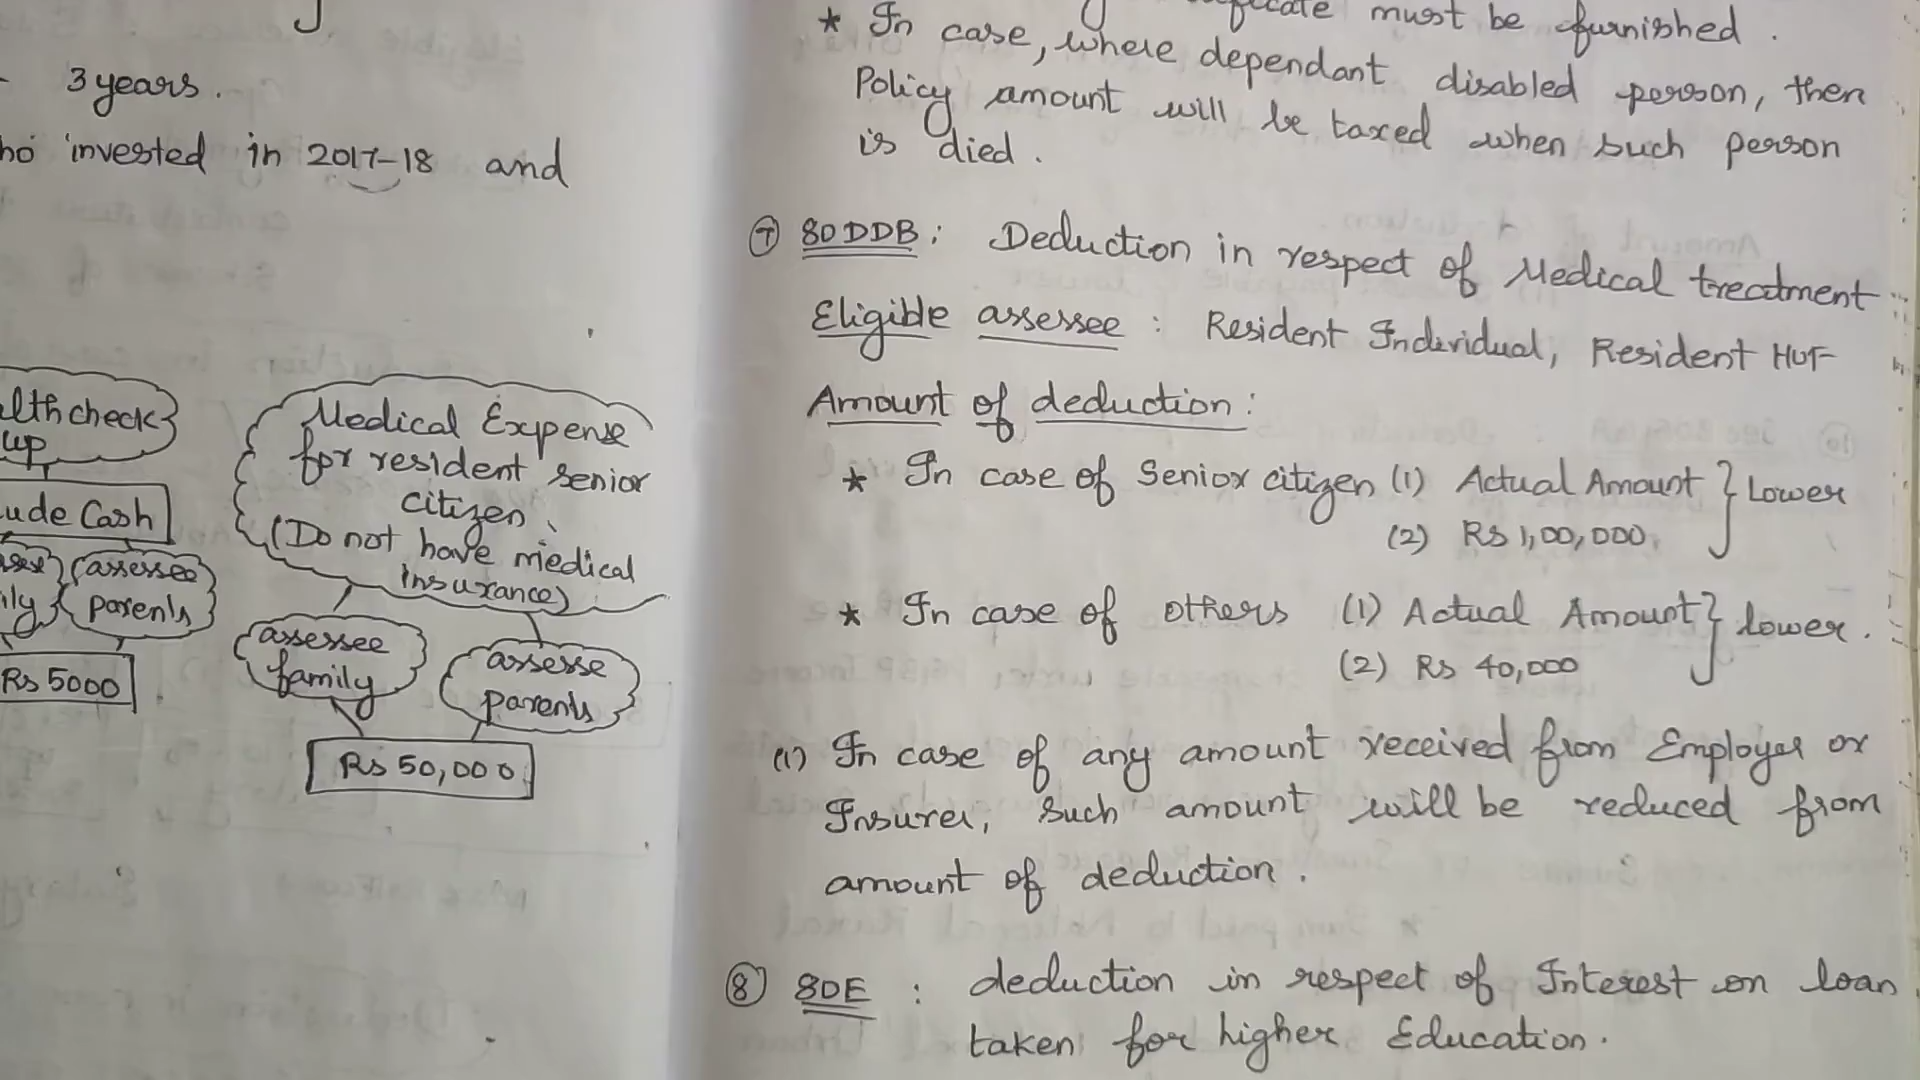 3 years.
invested in 2017-18 and
check
up
Cash
assessee
parents
Rs 5000
Medical Expense
for resident senior
citizen
(Do not have medical
insurance)
assessee
family
assesse
parents
Rs 50,000
must be furnished.
* In case, where dependant disabled person, then
Policy amount will be taxed when such person
is died.
⑦ 80DDB: Deduction in respect of Medical treatment
Eligible assessee: Resident Individual, Resident HUF
Amount of deduction:
* In case of Senior citizen (1) Actual Amount } Lower
(2) Rs 1,00,000
* In case of others (1) Actual Amount } lower.
(2) Rs 40,000
(1) In case of any amount received from Employer or
Insurer, such amount will be reduced from
amount of deduction.
⑧ 80E: deduction in respect of Interest on loan
taken for higher Education.